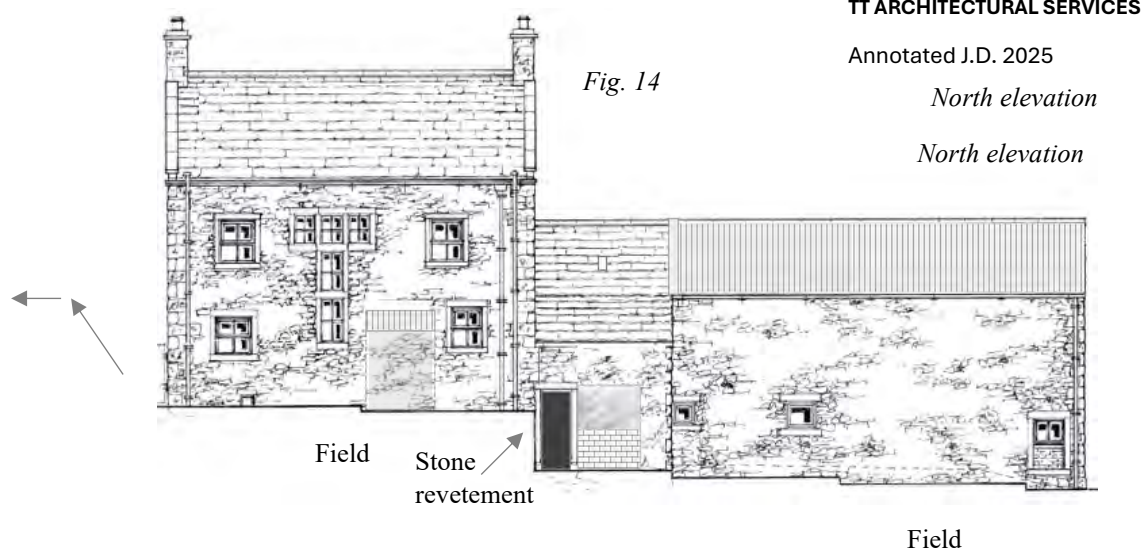 TT ARCHITECTURAL SERVICES
Annotated J.D. 2025
Fig. 14
North elevation
North elevation
Field
Stone
revetement
Field